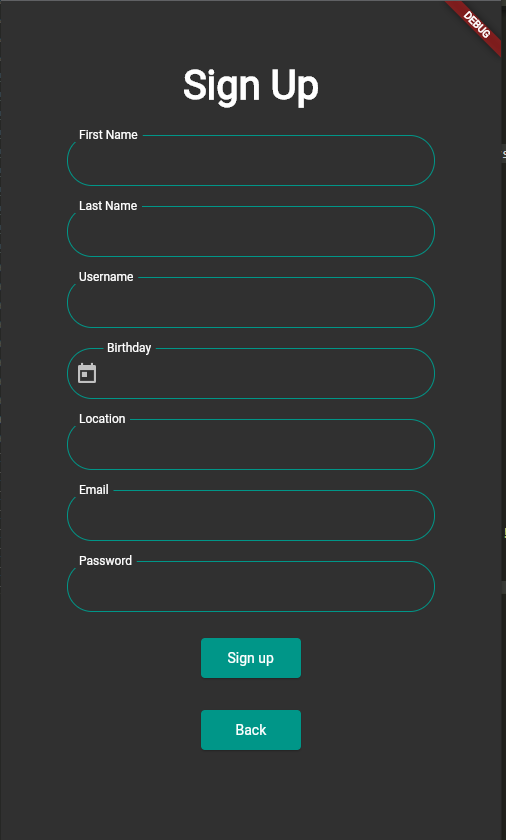 DEBUG
Sign Up
First Name
Last Name
Username
Birthday
Location
Email
Password
Sign up
Back